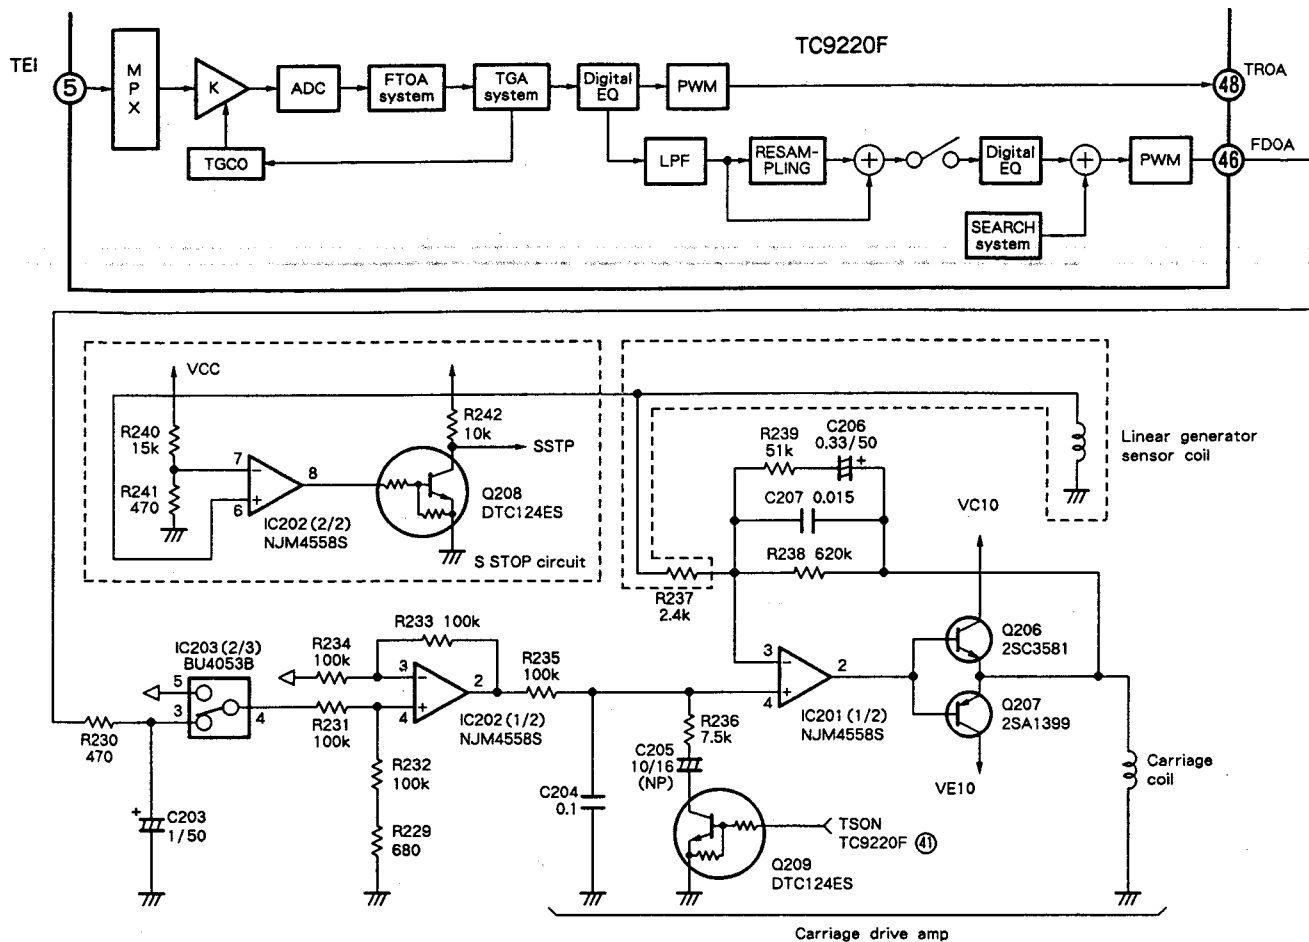 TC9220F
TEI
5
MPX
K
ADC
FTOA
system
TGA
system
Digital
EQ
PWM
48
TROA
TGCO
LPF
RESAM-
PLING
+
Digital
EQ
+
PWM
46
FDOA
SEARCH
system
VCC
R240
15k
R241
470
7
−
+
6
8
IC202 (2/2)
NJM4558S
R242
10k
SSTP
Q208
DTC124ES
S STOP circuit
R239
51k
C206
0.33/50
+
C207 0.015
R238 620k
R237
2.4k
Linear generator
sensor coil
VC10
IC203 (2/3)
BU4053B
5
3
4
R230
470
+
C203
1/50
R234
100k
R231
100k
R233 100k
3
−
+
4
2
IC202 (1/2)
NJM4558S
R232
100k
R229
680
R235
100k
C204
0.1
R236
7.5k
C205
10/16
(NP)
3
−
+
4
2
IC201 (1/2)
NJM4558S
Q206
2SC3581
Q207
2SA1399
VE10
Carriage
coil
TSON
TC9220F 41
Q209
DTC124ES
Carriage drive amp